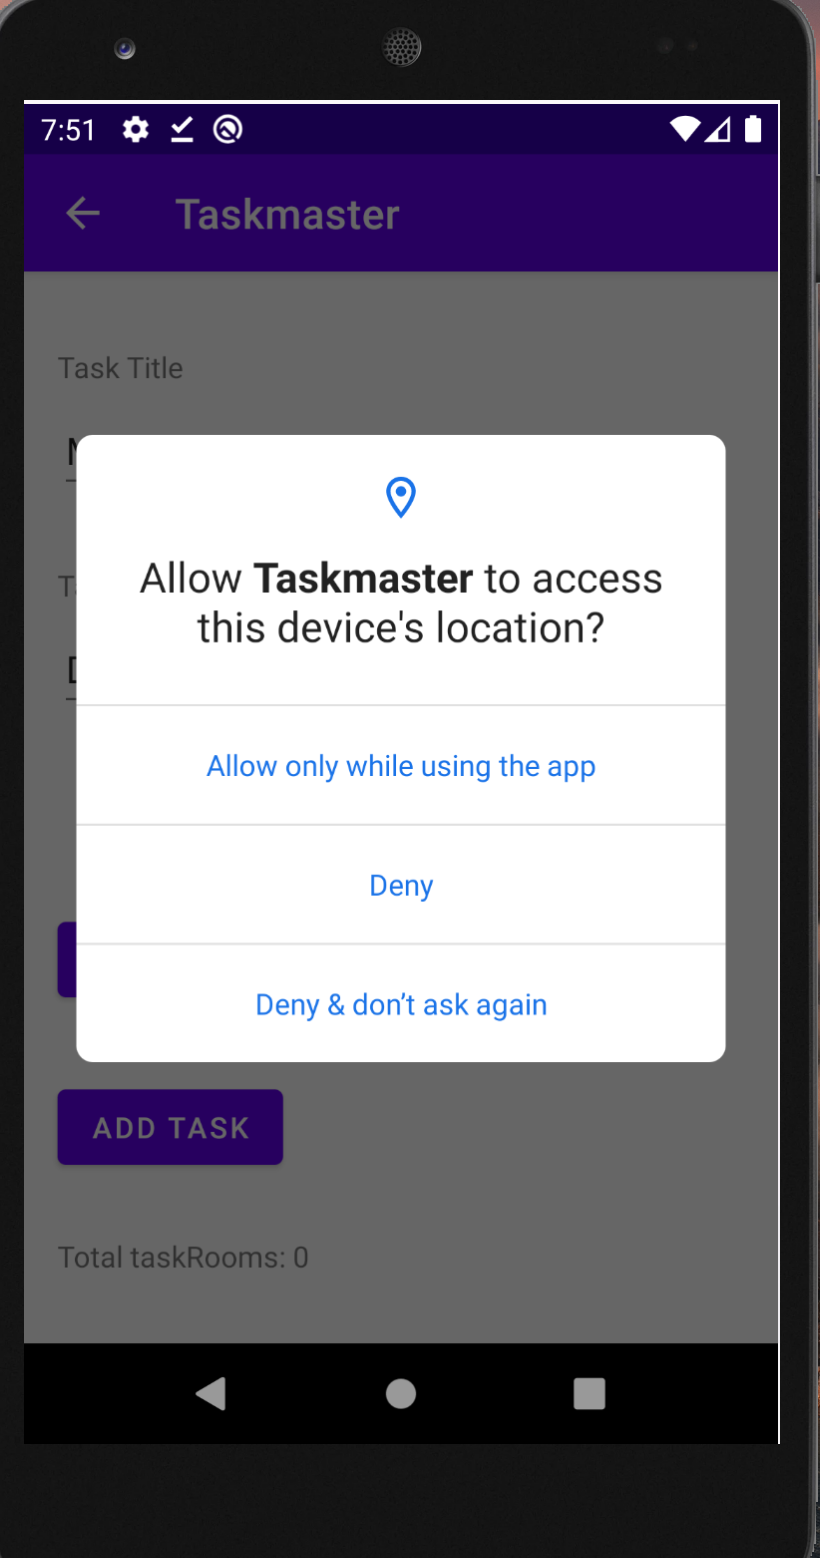 7:51
Taskmaster
Task Title
Allow Taskmaster to access
this device's location?
Allow only while using the app
Deny
Deny & don’t ask again
ADD TASK
Total taskRooms: 0